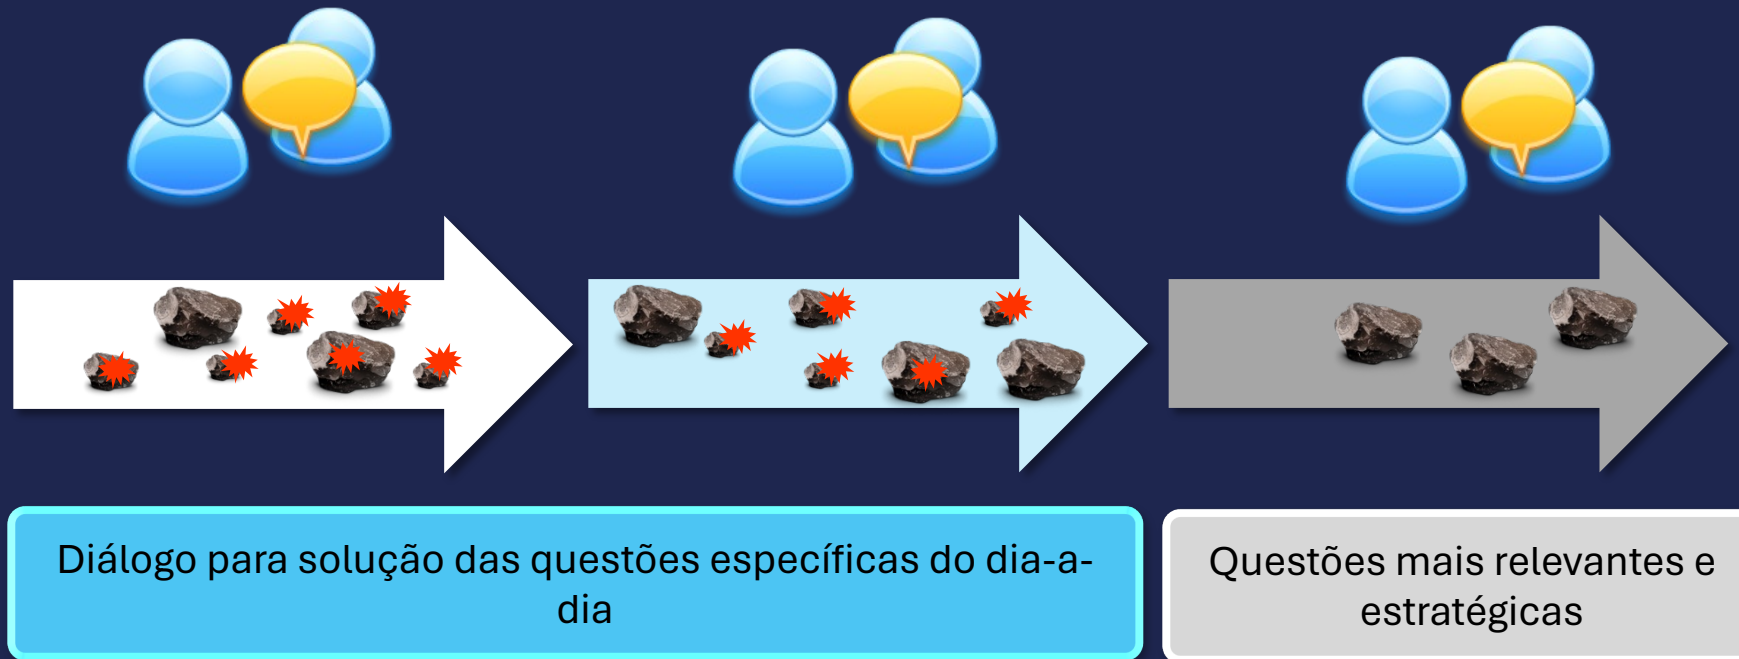 Diálogo para solução das questões específicas do dia-a-
dia
Questões mais relevantes e
estratégicas